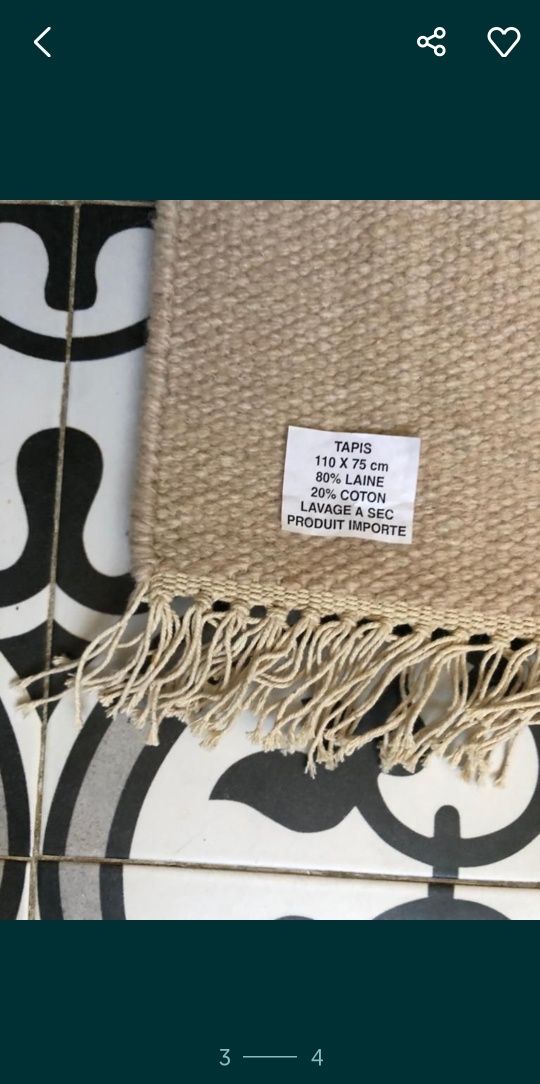 TAPIS
110 X 75 cm
80% LAINE
20% COTON
LAVAGE A SEC
PRODUIT IMPORTE
3 4